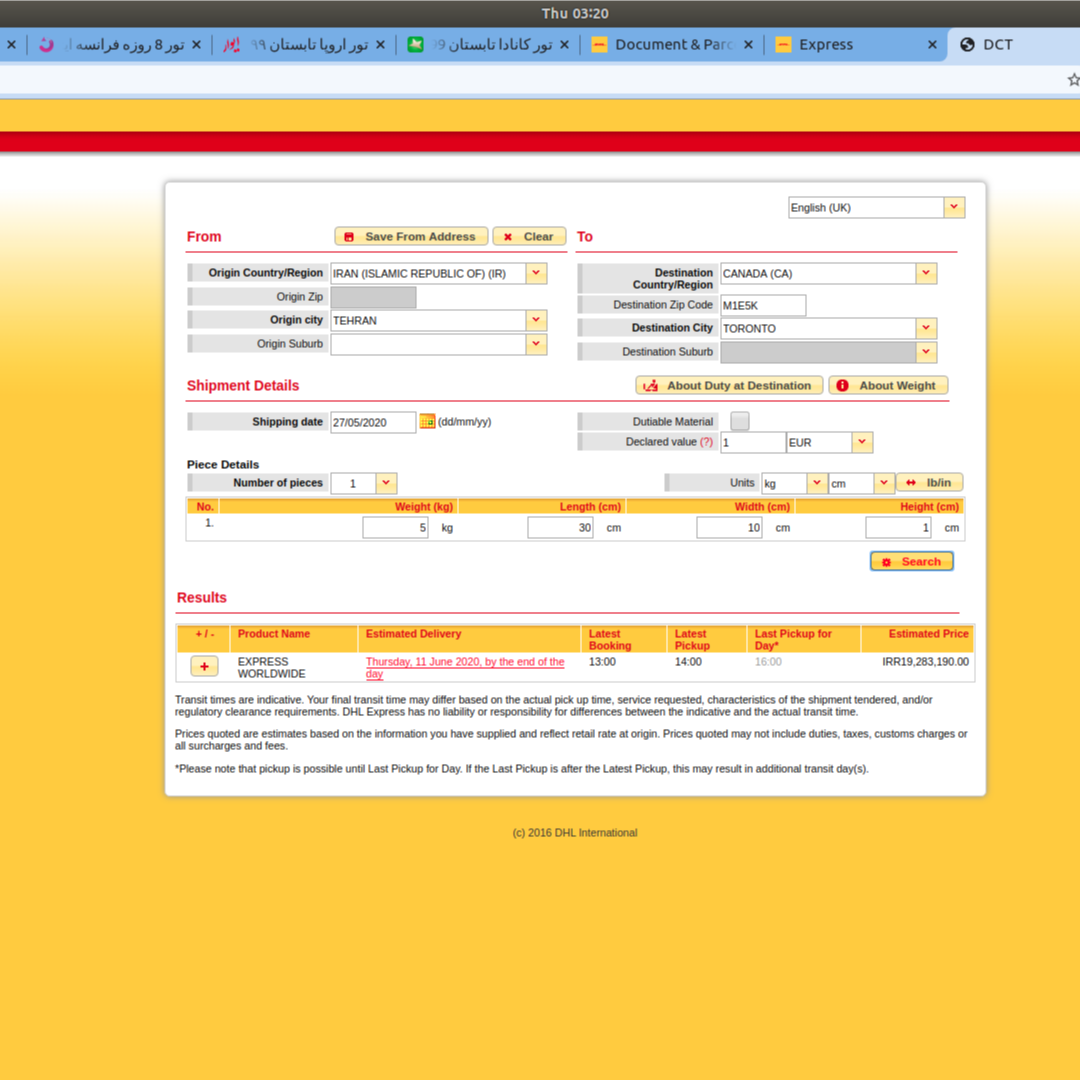 Thu 03:20
تور 8 روزه فرانسه
تور اروپا تابستان ۹۹
تور کانادا تابستان
Document & Parc
Express
DCT
English (UK)
From
Save From Address
Clear
To
Origin Country/Region
IRAN (ISLAMIC REPUBLIC OF) (IR)
Origin Zip
Origin city
TEHRAN
Origin Suburb
Destination Country/Region
CANADA (CA)
Destination Zip Code
M1E5K
Destination City
TORONTO
Destination Suburb
Shipment Details
About Duty at Destination
About Weight
Shipping date
27/05/2020
(dd/mm/yy)
Dutiable Material
Declared value (?)
1
EUR
Piece Details
Number of pieces
1
Units
kg
cm
lb/in
No. Weight (kg) Length (cm) Width (cm) Height (cm)
1. 5 kg 30 cm 10 cm 1 cm
Search
Results
+ / - Product Name Estimated Delivery Latest Booking Latest Pickup Last Pickup for Day* Estimated Price
+ EXPRESS WORLDWIDE Thursday, 11 June 2020, by the end of the day 13:00 14:00 16:00 IRR19,283,190.00
Transit times are indicative. Your final transit time may differ based on the actual pick up time, service requested, characteristics of the shipment tendered, and/or
regulatory clearance requirements. DHL Express has no liability or responsibility for differences between the indicative and the actual transit time.
Prices quoted are estimates based on the information you have supplied and reflect retail rate at origin. Prices quoted may not include duties, taxes, customs charges or
all surcharges and fees.
*Please note that pickup is possible until Last Pickup for Day. If the Last Pickup is after the Latest Pickup, this may result in additional transit day(s).
(c) 2016 DHL International